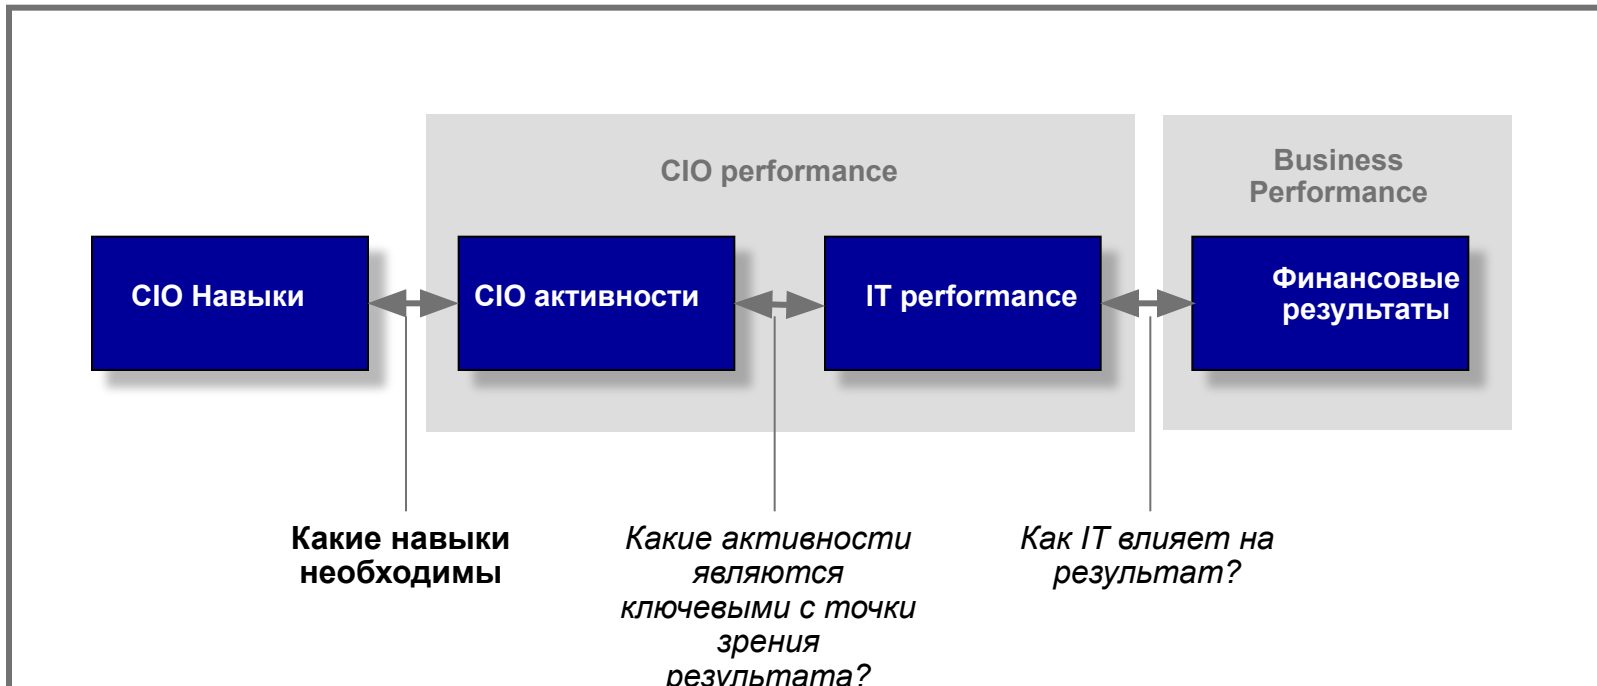 CIO performance
Business
Performance
CIO Навыки
CIO активности
IT performance
Финансовые
результаты
Какие навыки
необходимы
Какие активности
являются
ключевыми с точки
зрения
результата?
Как IT влияет на
результат?